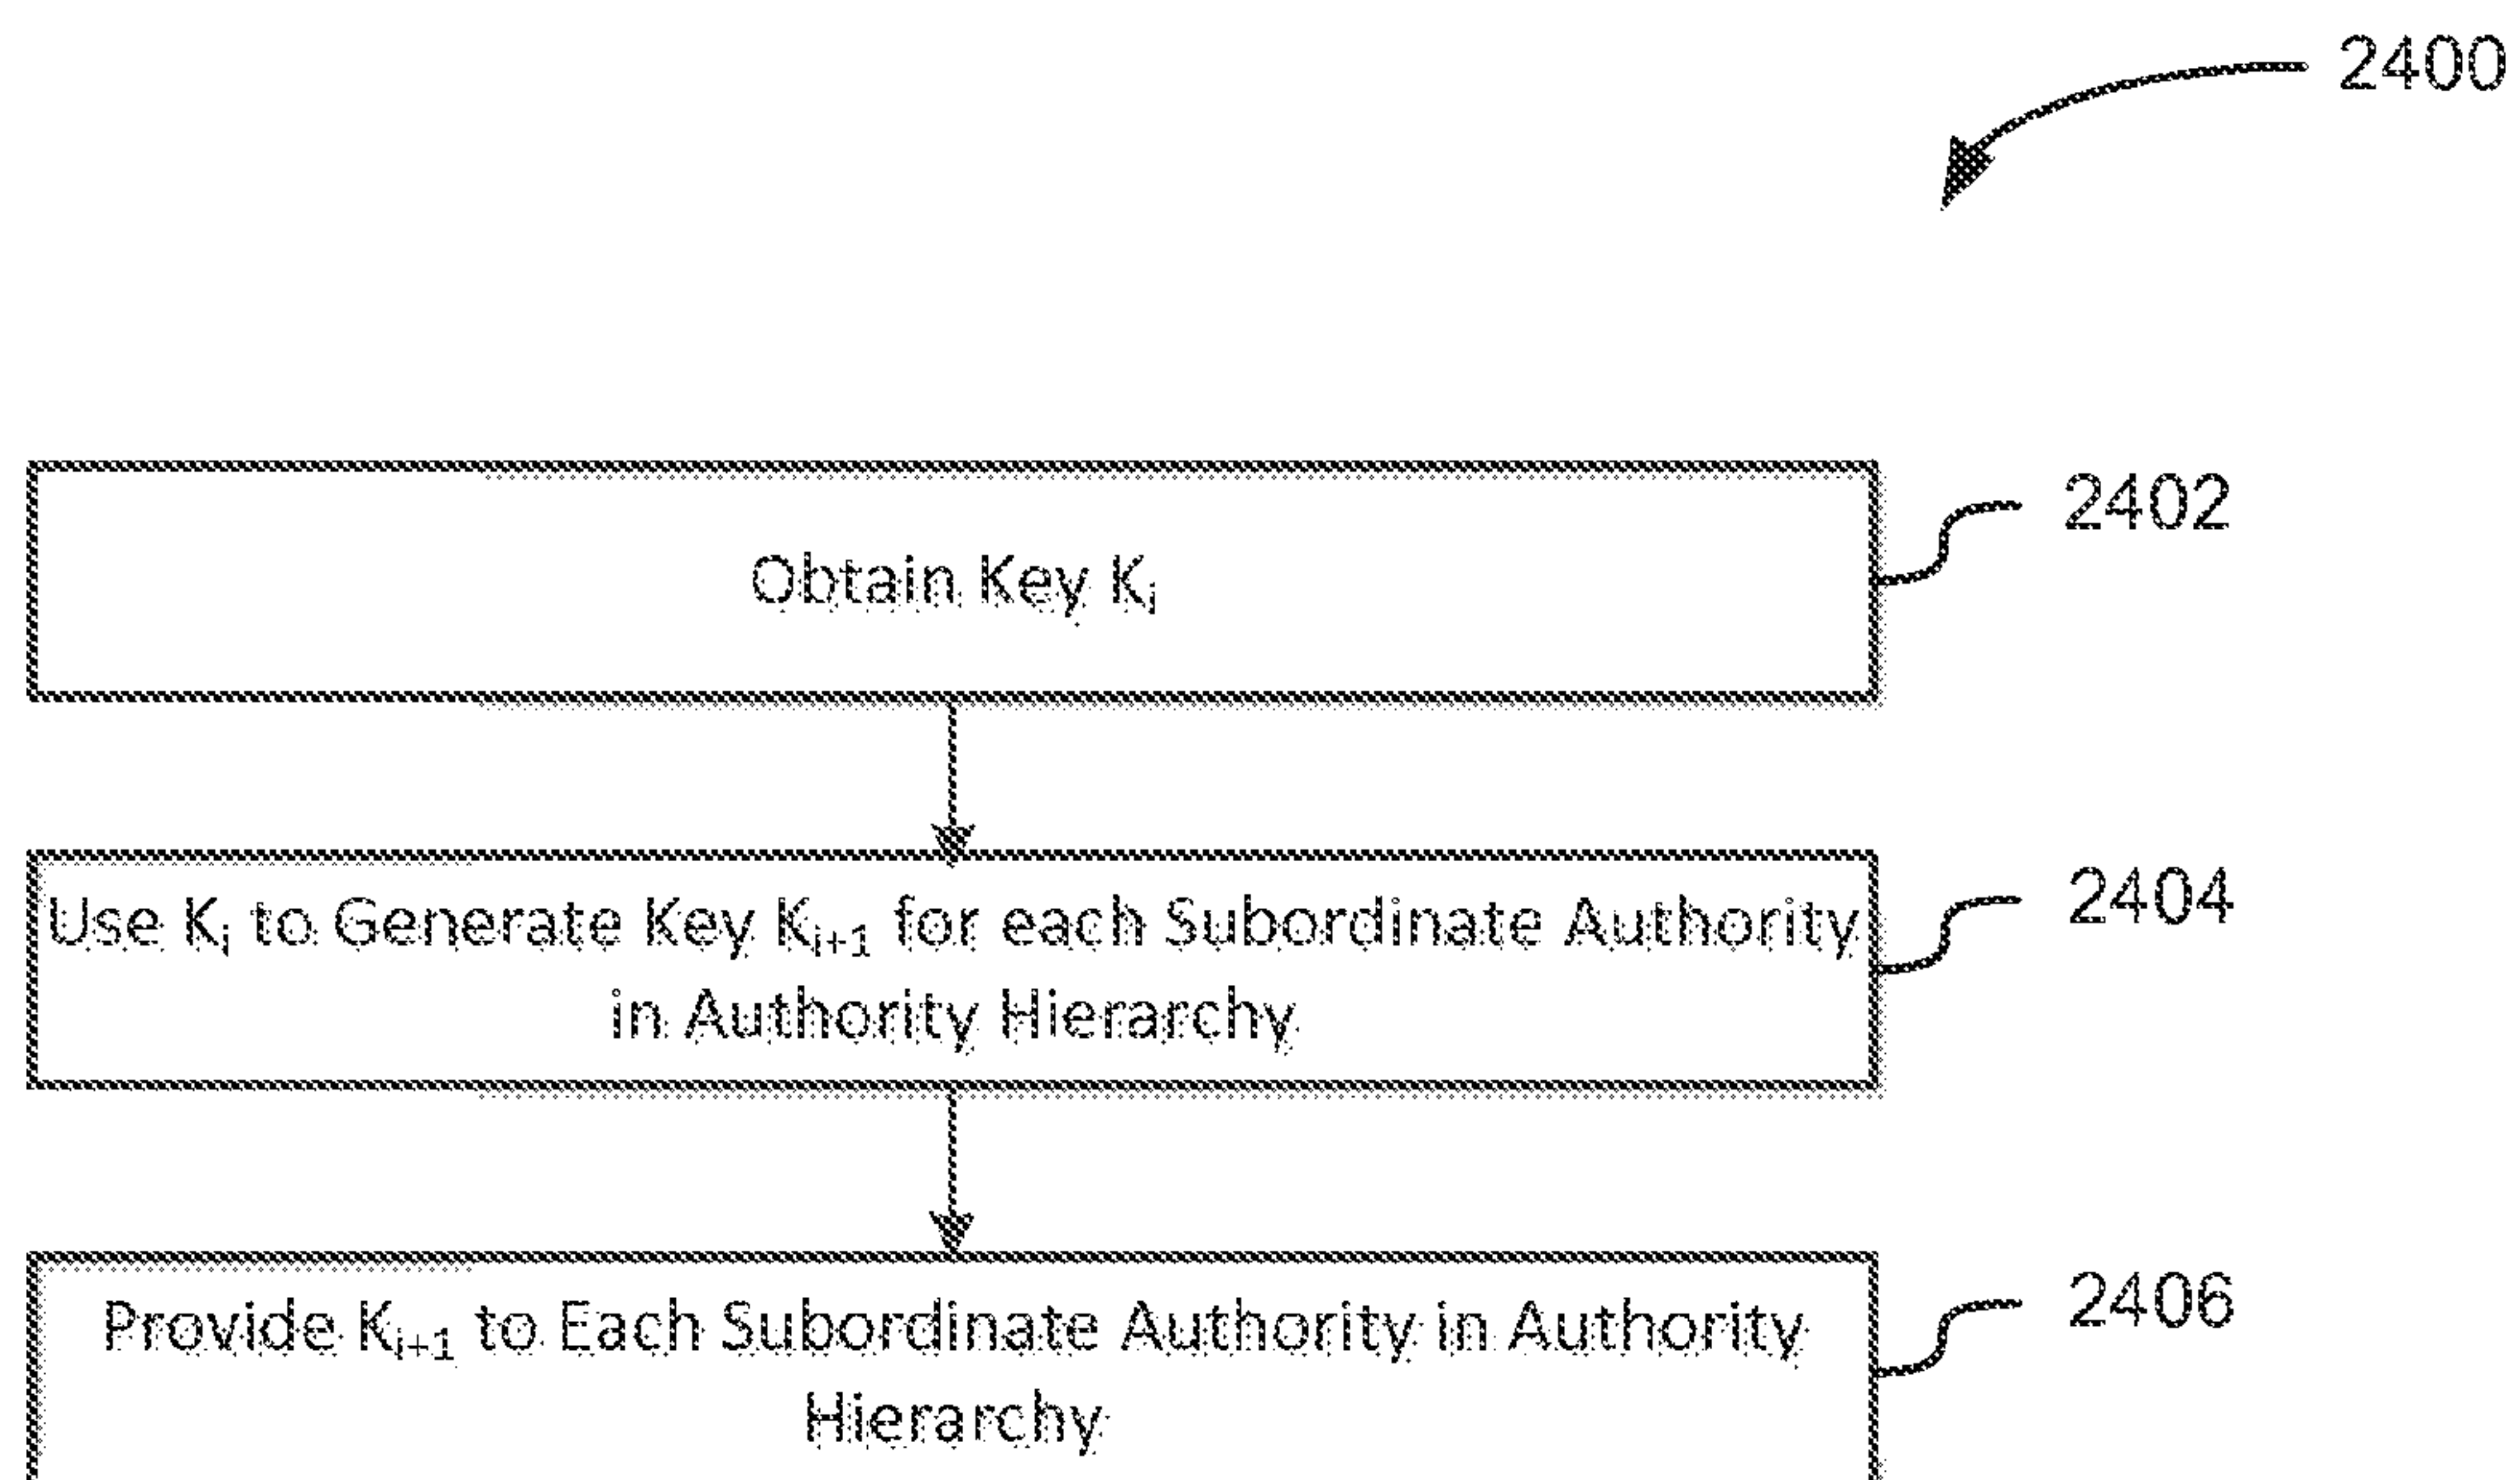 2400
Obtain Key Kᵢ
2402
Use Kᵢ to Generate Key Kᵢ₊₁ for each Subordinate Authority
in Authority Hierarchy
2404
Provide Kᵢ₊₁ to Each Subordinate Authority in Authority
Hierarchy
2406